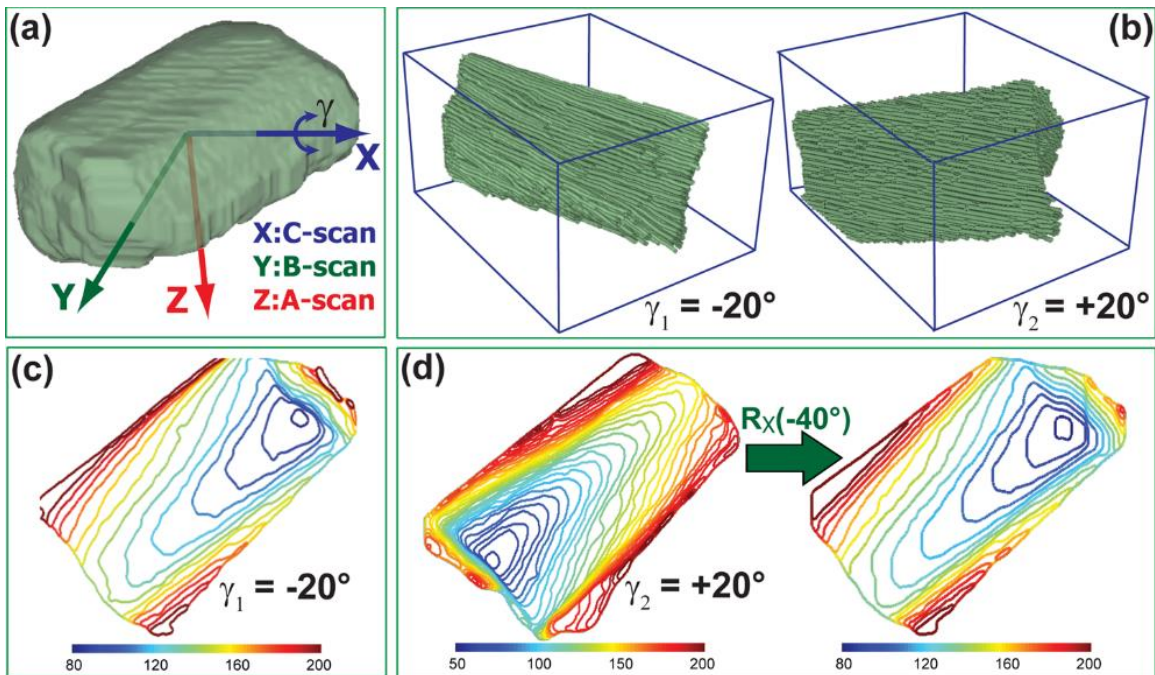 (a)
γ
X
X:C-scan
Y:B-scan
Z:A-scan
Y
Z
(b)
γ1 = -20°
γ2 = +20°
(c)
γ1 = -20°
80 120 160 200
(d)
RX(-40°)
γ2 = +20°
50 100 150 200
80 120 160 200